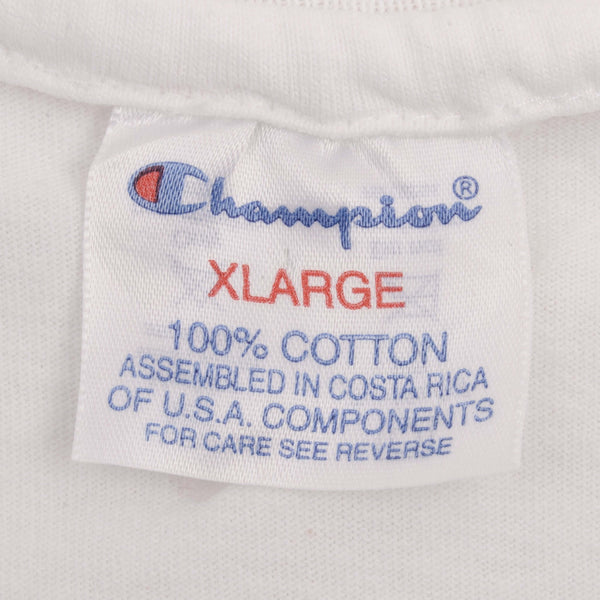 Champion®
XLARGE
100% COTTON
ASSEMBLED IN COSTA RICA
OF U.S.A. COMPONENTS
FOR CARE SEE REVERSE